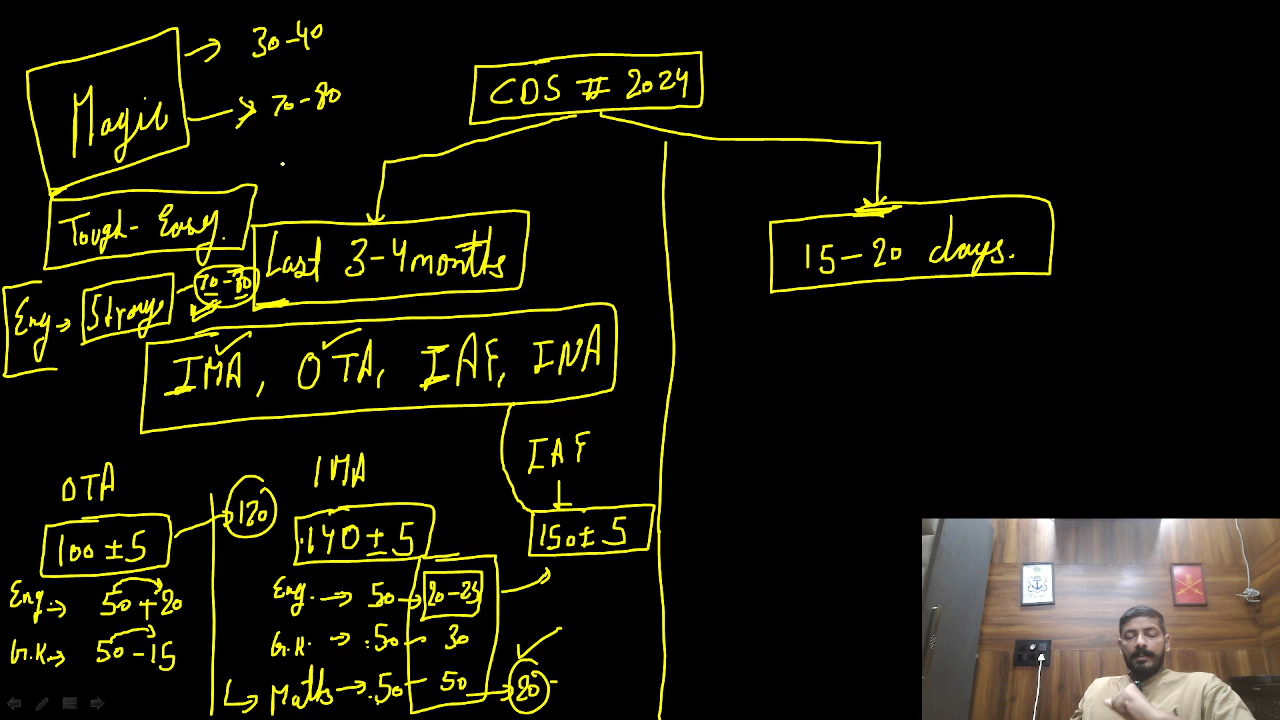 30-40
Magic
70-80
CDS # 2024
Tough- Easy.
Last 3-4 months
15-20 days.
Eng → Strong 70-80
IMA, OTA, IAF, INA
IAF
OTA
IMA
120
100 ± 5
140 ± 5
150 ± 5
Eng. → 50 + 20
G.K → 50 - 15
Eng. → 50 → 20-25
G.K. → 50 - 30
Maths → 50 - 50 → 20